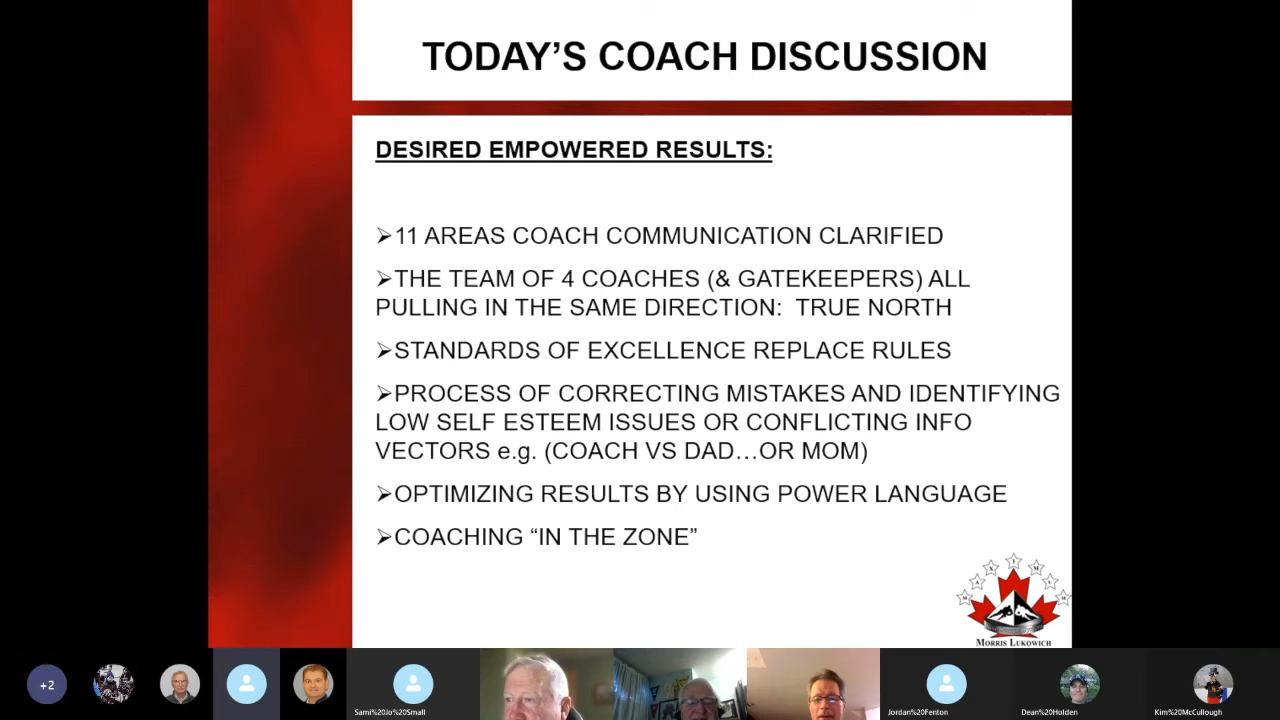 TODAY’S COACH DISCUSSION
DESIRED EMPOWERED RESULTS:
➢11 AREAS COACH COMMUNICATION CLARIFIED
➢THE TEAM OF 4 COACHES (& GATEKEEPERS) ALL
PULLING IN THE SAME DIRECTION: TRUE NORTH
➢STANDARDS OF EXCELLENCE REPLACE RULES
➢PROCESS OF CORRECTING MISTAKES AND IDENTIFYING
LOW SELF ESTEEM ISSUES OR CONFLICTING INFO
VECTORS e.g. (COACH VS DAD…OR MOM)
➢OPTIMIZING RESULTS BY USING POWER LANGUAGE
➢COACHING “IN THE ZONE”
M A X I M U M
MORRIS LUKOWICH
+2
Sami%20Jo%20Small
Jordan%20Fenton
Dean%20Holden
Kim%20McCullough